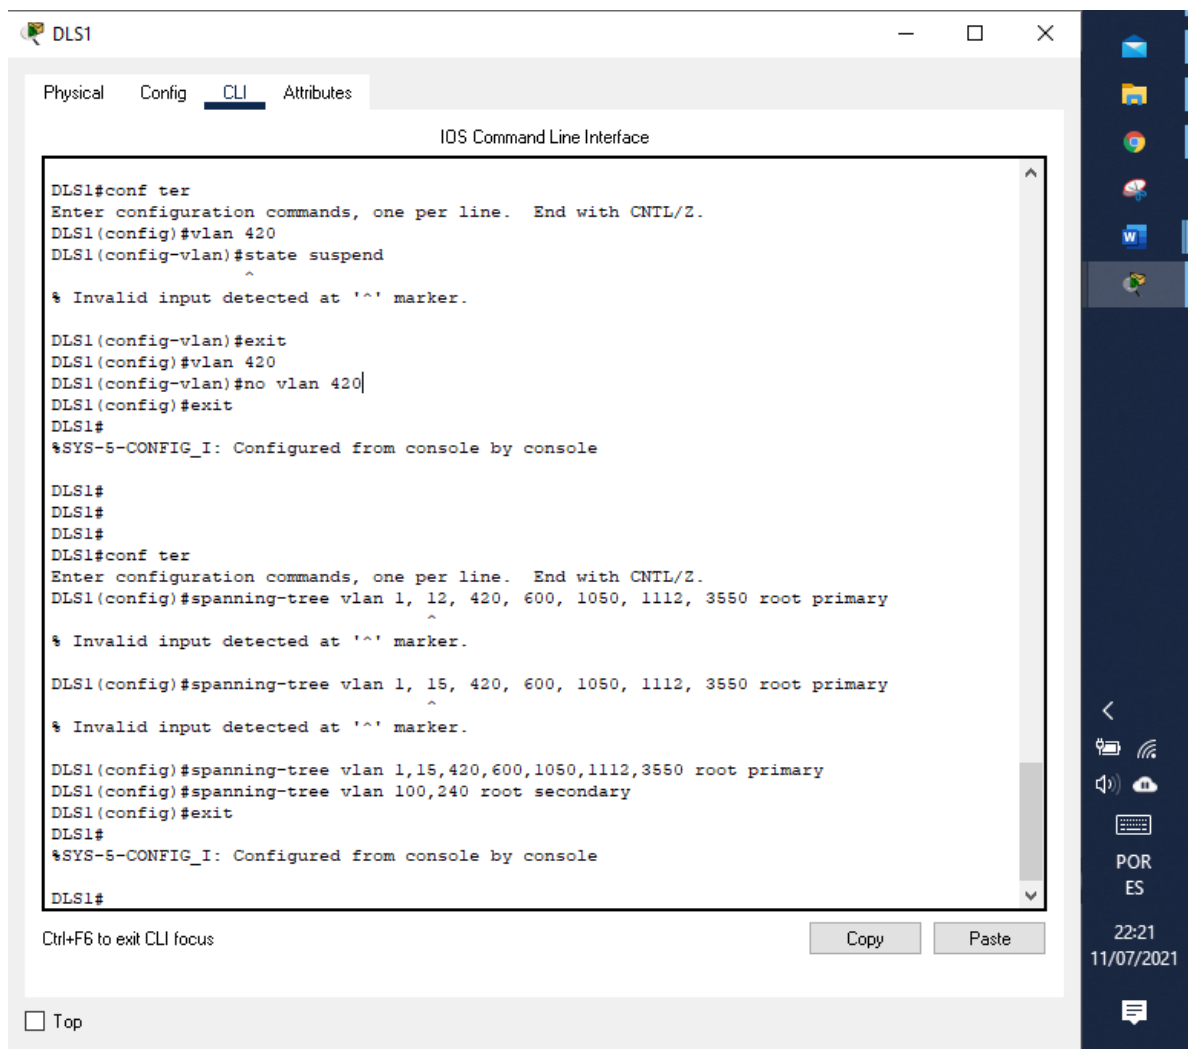 DLS1
Physical Config CLI Attributes
IOS Command Line Interface
DLS1#conf ter
Enter configuration commands, one per line.  End with CNTL/Z.
DLS1(config)#vlan 420
DLS1(config-vlan)#state suspend
^
% Invalid input detected at '^' marker.
DLS1(config-vlan)#exit
DLS1(config)#vlan 420
DLS1(config-vlan)#no vlan 420
DLS1(config)#exit
DLS1#
%SYS-5-CONFIG_I: Configured from console by console
DLS1#
DLS1#
DLS1#
DLS1#conf ter
Enter configuration commands, one per line.  End with CNTL/Z.
DLS1(config)#spanning-tree vlan 1, 12, 420, 600, 1050, 1112, 3550 root primary
^
% Invalid input detected at '^' marker.
DLS1(config)#spanning-tree vlan 1, 15, 420, 600, 1050, 1112, 3550 root primary
^
% Invalid input detected at '^' marker.
DLS1(config)#spanning-tree vlan 1,15,420,600,1050,1112,3550 root primary
DLS1(config)#spanning-tree vlan 100,240 root secondary
DLS1(config)#exit
DLS1#
%SYS-5-CONFIG_I: Configured from console by console
DLS1#
Ctrl+F6 to exit CLI focus
Copy Paste
Top
W
POR
ES
22:21
11/07/2021